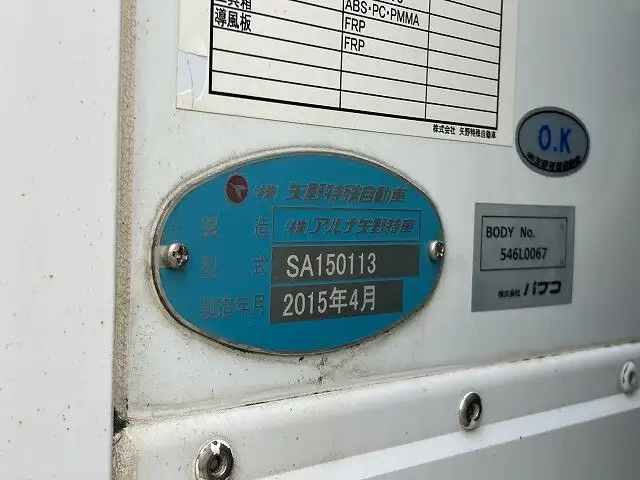 ABS・PC・PMMA
導風板
FRP
FRP
株式会社 矢野特殊自動車
O.K
(株) 矢野特殊自動車
製造 (株) アルナ矢野特車
型式 SA150113
製造年月 2015年4月
BODY No.
546L0067
株式会社 パブコ